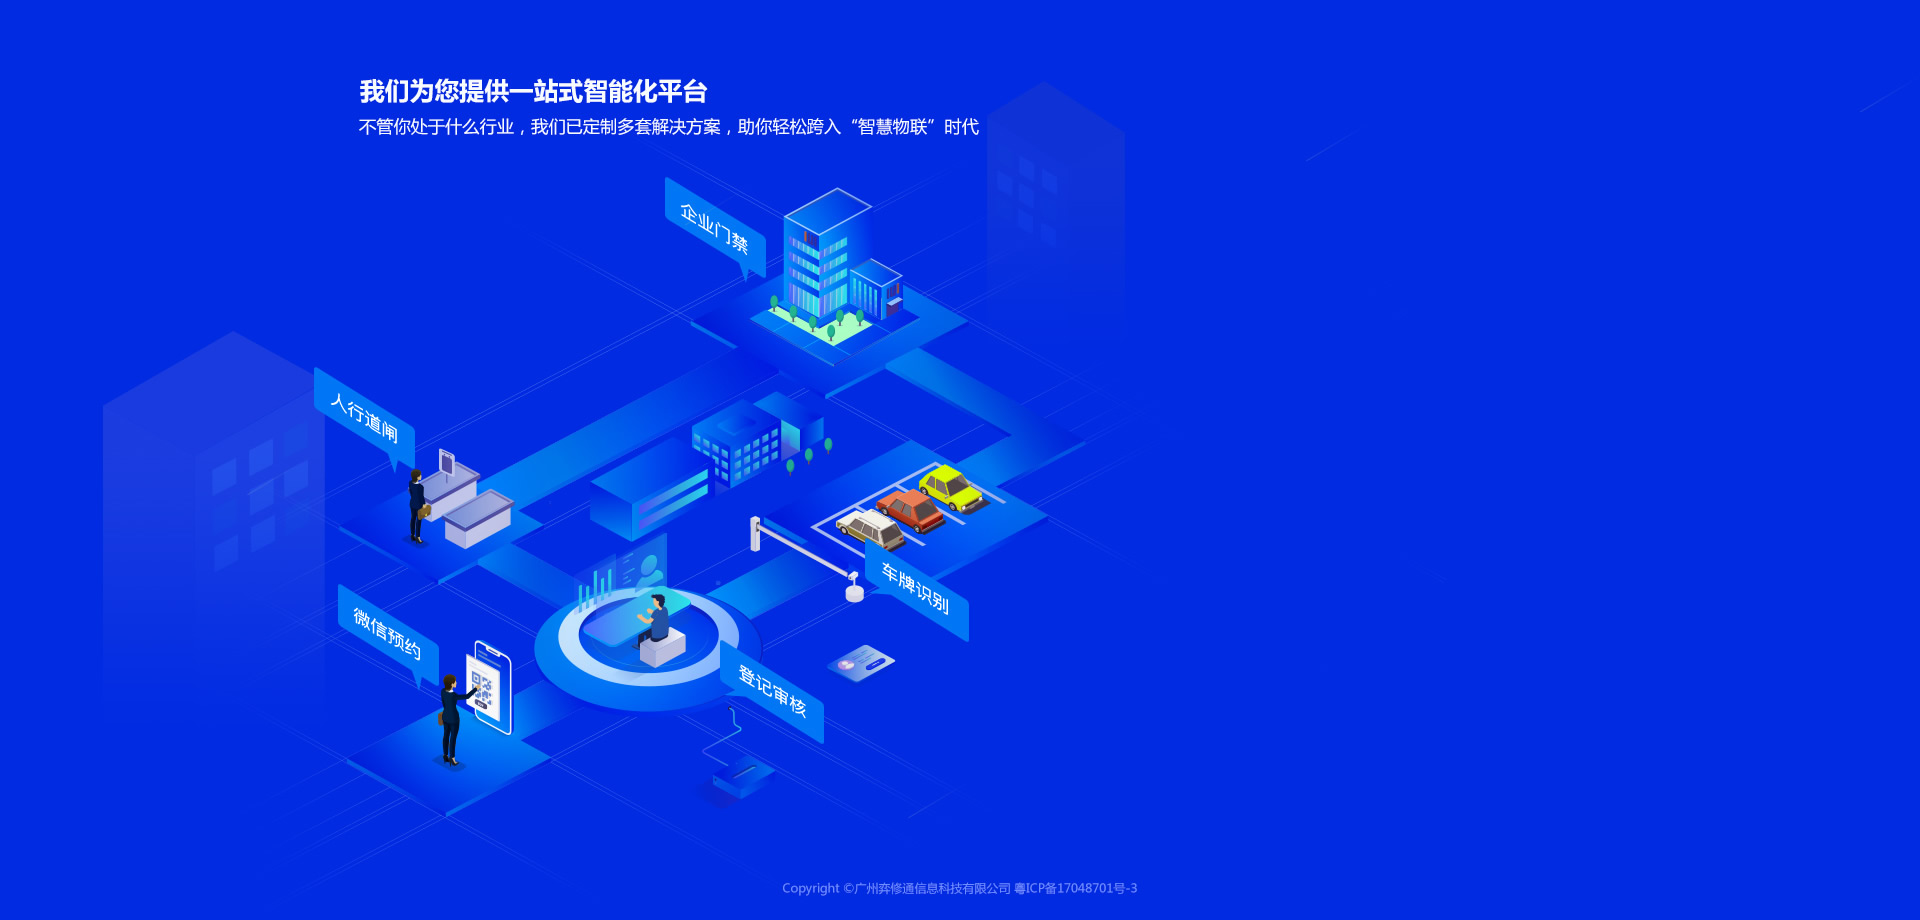 我们为您提供一站式智能化平台
不管你处于什么行业，我们已定制多套解决方案，助你轻松跨入“智慧物联”时代
企业门禁
人行道闸
车牌识别
微信预约
登记审核
Copyright ©广州弈修通信息科技有限公司 粤ICP备17048701号-3